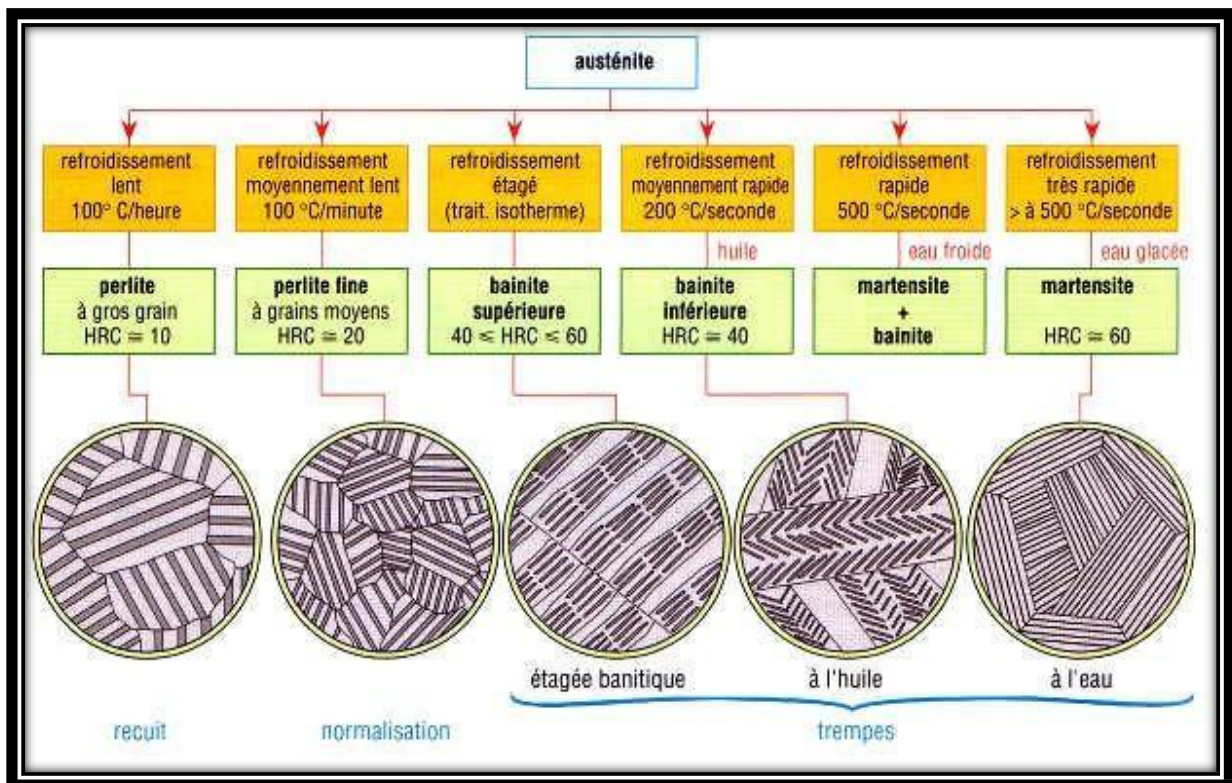 austénite
refroidissement
lent
100° C/heure
refroidissement
moyennement lent
100 °C/minute
refroidissement
étagé
(trait. isotherme)
refroidissement
moyennement rapide
200 °C/seconde
refroidissement
rapide
500 °C/seconde
refroidissement
très rapide
> à 500 °C/seconde
huile
eau froide
eau glacée
perlite
à gros grain
HRC ≃ 10
perlite fine
à grains moyens
HRC ≃ 20
bainite
supérieure
40 ⩽ HRC ⩽ 60
bainite
inférieure
HRC ≃ 40
martensite
+
bainite
martensite
HRC ≃ 60
étagée banitique
à l'huile
à l'eau
recuit
normalisation
trempes